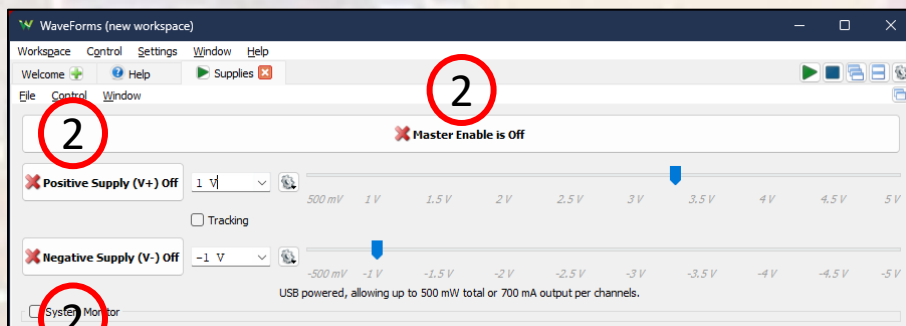 WaveForms (new workspace)
Workspace Control Settings Window Help
Welcome Help Supplies
File Control Window
2
2
Master Enable is Off
Positive Supply (V+) Off 1 V
500 mV 1 V 1.5 V 2 V 2.5 V 3 V 3.5 V 4 V 4.5 V 5 V
Tracking
Negative Supply (V-) Off -1 V
-500 mV -1 V -1.5 V -2 V -2.5 V -3 V -3.5 V -4 V -4.5 V -5 V
USB powered, allowing up to 500 mW total or 700 mA output per channels.
System Monitor
2